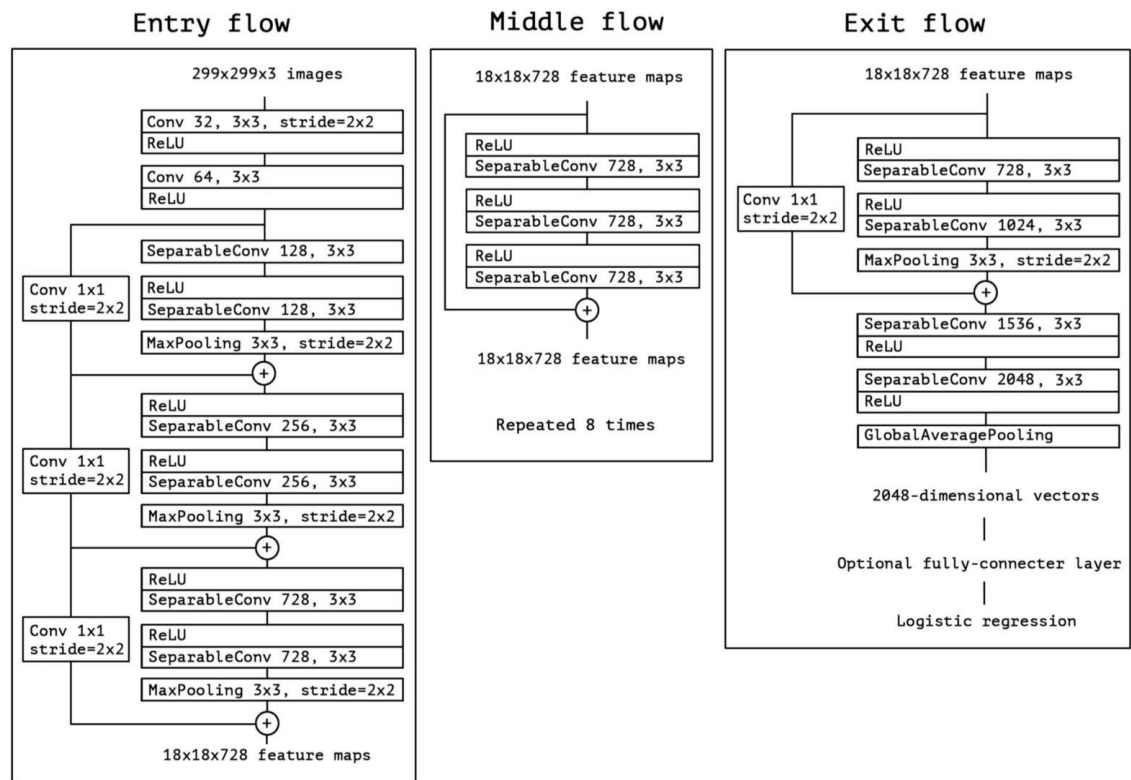 Entry flow
299x299x3 images
Conv 32, 3x3, stride=2x2
ReLU
Conv 64, 3x3
ReLU
SeparableConv 128, 3x3
Conv 1x1
stride=2x2
ReLU
SeparableConv 128, 3x3
MaxPooling 3x3, stride=2x2
+
ReLU
SeparableConv 256, 3x3
Conv 1x1
stride=2x2
ReLU
SeparableConv 256, 3x3
MaxPooling 3x3, stride=2x2
+
ReLU
SeparableConv 728, 3x3
Conv 1x1
stride=2x2
ReLU
SeparableConv 728, 3x3
MaxPooling 3x3, stride=2x2
+
18x18x728 feature maps
Middle flow
18x18x728 feature maps
ReLU
SeparableConv 728, 3x3
ReLU
SeparableConv 728, 3x3
ReLU
SeparableConv 728, 3x3
+
18x18x728 feature maps
Repeated 8 times
Exit flow
18x18x728 feature maps
ReLU
SeparableConv 728, 3x3
Conv 1x1
stride=2x2
ReLU
SeparableConv 1024, 3x3
MaxPooling 3x3, stride=2x2
+
SeparableConv 1536, 3x3
ReLU
SeparableConv 2048, 3x3
ReLU
GlobalAveragePooling
2048-dimensional vectors
Optional fully-connecter layer
Logistic regression